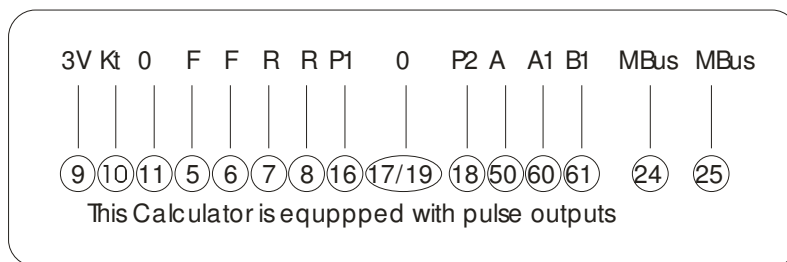 3V Kt 0 F F R R P1 0 P2 A A1 B1 MBus MBus
9 10 11 5 6 7 8 16 17/19 18 50 60 61 24 25
This Calculator is equppped with pulse outputs